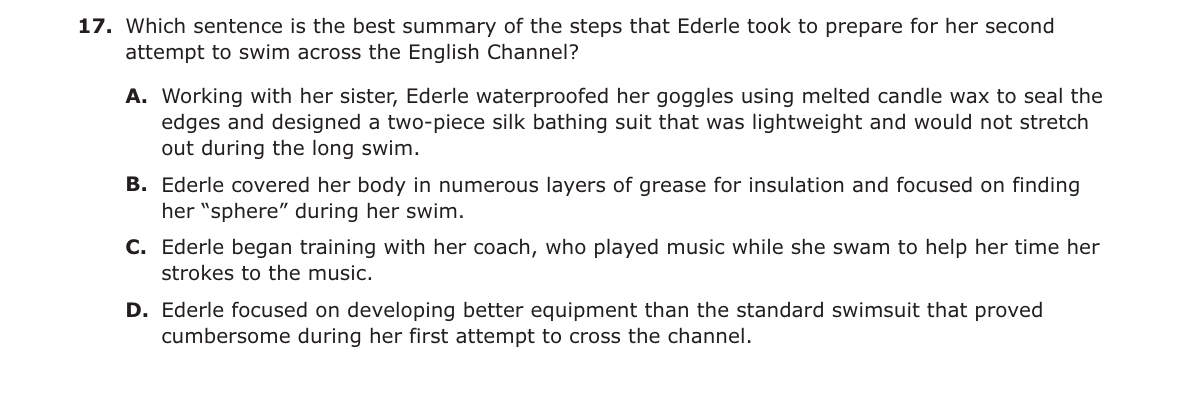 17. Which sentence is the best summary of the steps that Ederle took to prepare for her second
attempt to swim across the English Channel?
A. Working with her sister, Ederle waterproofed her goggles using melted candle wax to seal the
edges and designed a two-piece silk bathing suit that was lightweight and would not stretch
out during the long swim.
B. Ederle covered her body in numerous layers of grease for insulation and focused on finding
her “sphere” during her swim.
C. Ederle began training with her coach, who played music while she swam to help her time her
strokes to the music.
D. Ederle focused on developing better equipment than the standard swimsuit that proved
cumbersome during her first attempt to cross the channel.